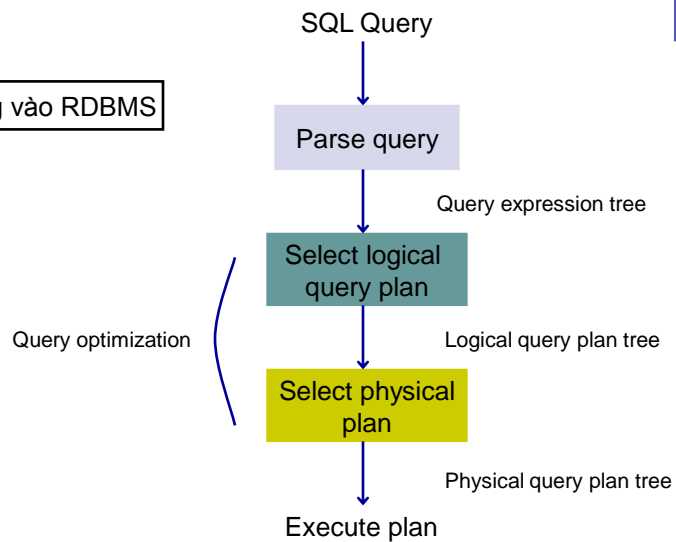 SQL Query
vào RDBMS
Parse query
Query expression tree
Select logical
query plan
Query optimization
Logical query plan tree
Select physical
plan
Physical query plan tree
Execute plan